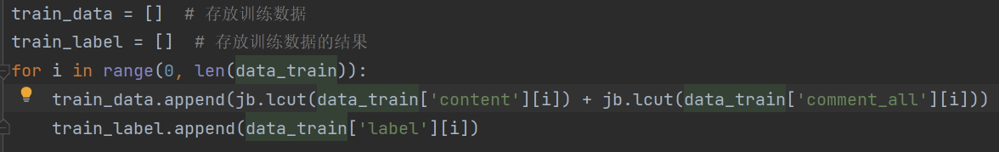 train_data = []  # 存放训练数据
train_label = []  # 存放训练数据的结果
for i in range(0, len(data_train)):
    train_data.append(jb.lcut(data_train['content'][i]) + jb.lcut(data_train['comment_all'][i]))
    train_label.append(data_train['label'][i])